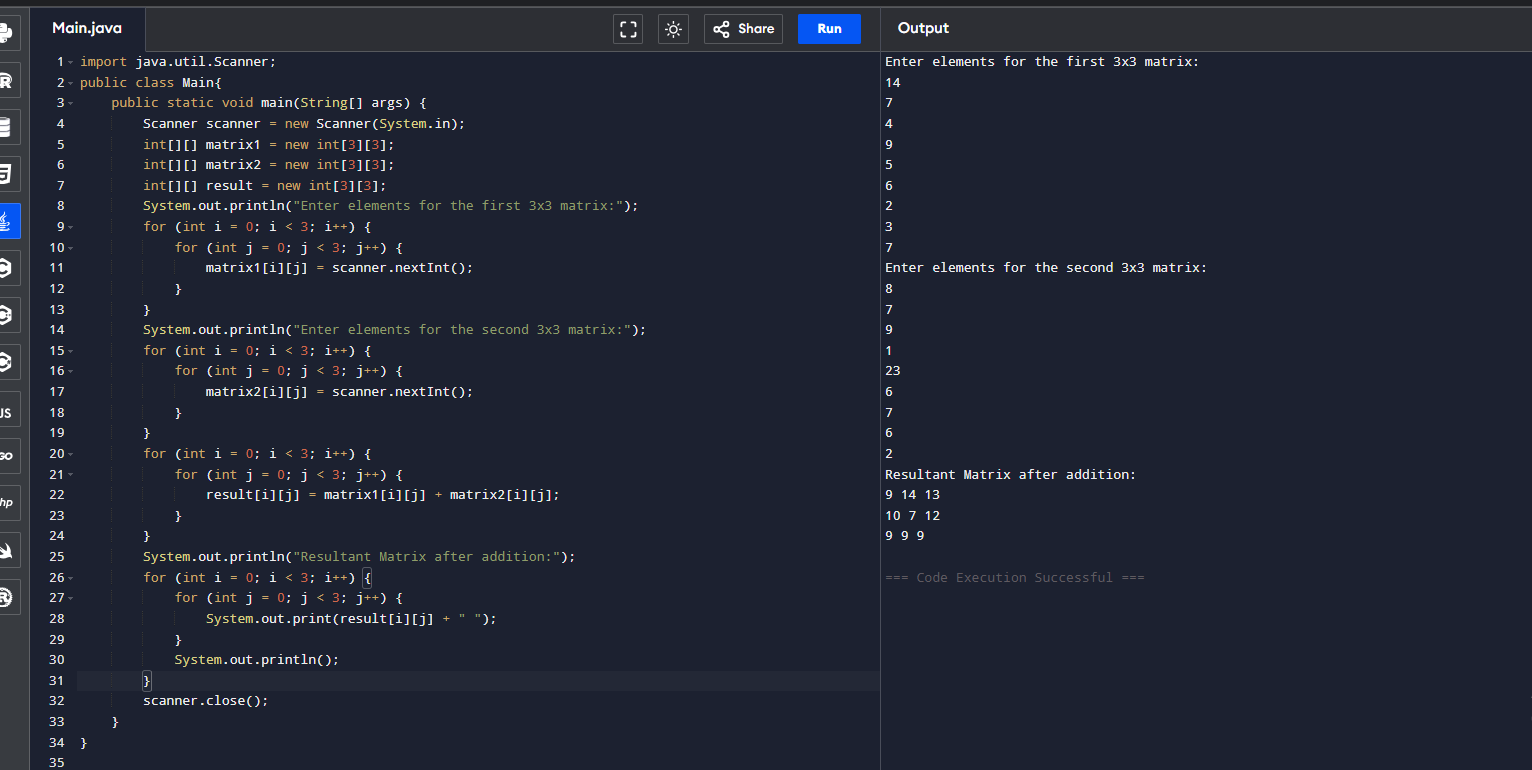 Main.java
Share
Run
Output
1 import java.util.Scanner;
2 public class Main{
3     public static void main(String[] args) {
4         Scanner scanner = new Scanner(System.in);
5         int[][] matrix1 = new int[3][3];
6         int[][] matrix2 = new int[3][3];
7         int[][] result = new int[3][3];
8         System.out.println("Enter elements for the first 3x3 matrix:");
9         for (int i = 0; i < 3; i++) {
10             for (int j = 0; j < 3; j++) {
11                 matrix1[i][j] = scanner.nextInt();
12             }
13         }
14         System.out.println("Enter elements for the second 3x3 matrix:");
15         for (int i = 0; i < 3; i++) {
16             for (int j = 0; j < 3; j++) {
17                 matrix2[i][j] = scanner.nextInt();
18             }
19         }
20         for (int i = 0; i < 3; i++) {
21             for (int j = 0; j < 3; j++) {
22                 result[i][j] = matrix1[i][j] + matrix2[i][j];
23             }
24         }
25         System.out.println("Resultant Matrix after addition:");
26         for (int i = 0; i < 3; i++) {
27             for (int j = 0; j < 3; j++) {
28                 System.out.print(result[i][j] + " ");
29             }
30             System.out.println();
31         }
32         scanner.close();
33     }
34 }
35
Enter elements for the first 3x3 matrix:
14
7
4
9
5
6
2
3
7
Enter elements for the second 3x3 matrix:
8
7
9
1
23
6
7
6
2
Resultant Matrix after addition:
9 14 13
10 7 12
9 9 9
=== Code Execution Successful ===